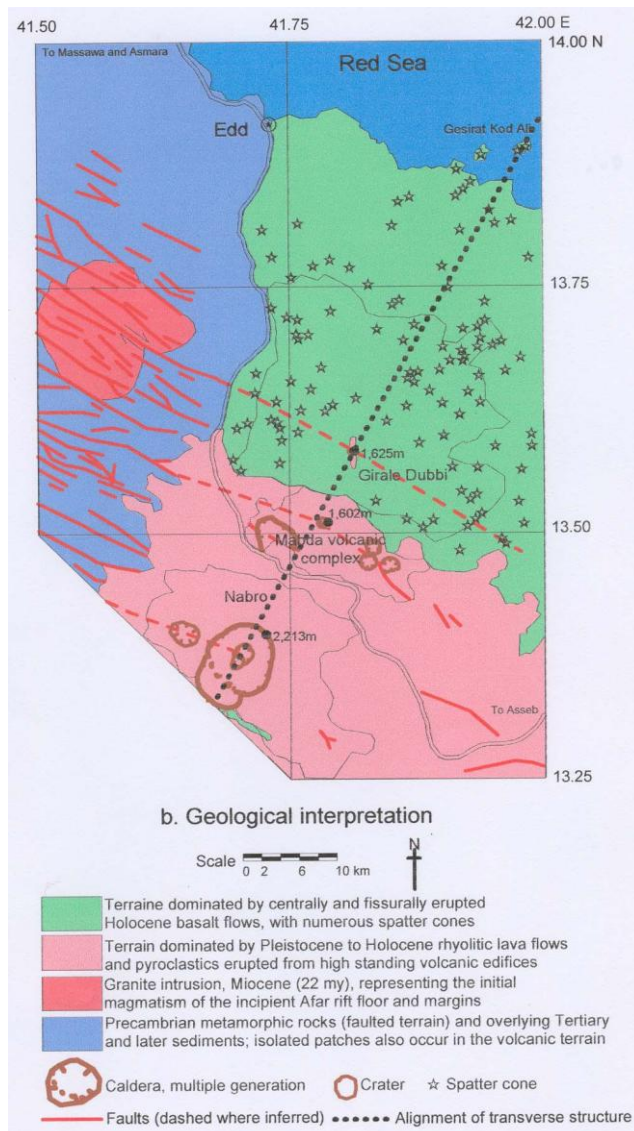 41.50
41.75
42.00 E
To Massawa and Asmara
14.00 N
Red Sea
Edd
Gesirat Kod Ali
13.75
1,625m
Girale Dubbi
1,602m
13.50
Mabda volcanic
complex
Nabro
2,213m
To Asseb
13.25
b. Geological interpretation
Scale
0 2 6 10 km
N
Terraine dominated by centrally and fissurally erupted
Holocene basalt flows, with numerous spatter cones
Terrain dominated by Pleistocene to Holocene rhyolitic lava flows
and pyroclastics erupted from high standing volcanic edifices
Granite intrusion, Miocene (22 my), representing the initial
magmatism of the incipient Afar rift floor and margins
Precambrian metamorphic rocks (faulted terrain) and overlying Tertiary
and later sediments; isolated patches also occur in the volcanic terrain
Caldera, multiple generation
Crater
Spatter cone
Faults (dashed where inferred)
Alignment of transverse structure